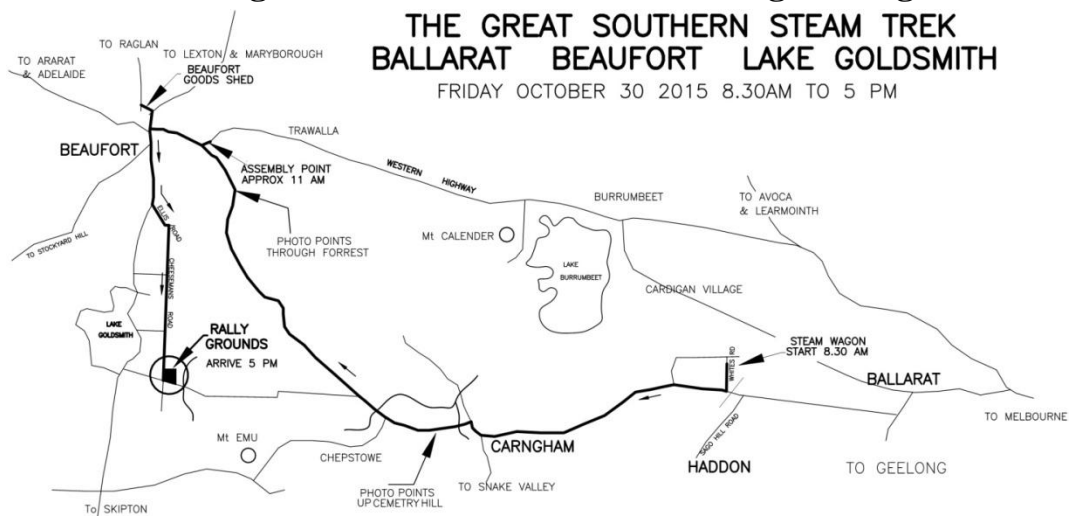 THE GREAT SOUTHERN STEAM TREK
BALLARAT BEAUFORT LAKE GOLDSMITH
FRIDAY OCTOBER 30 2015 8.30AM TO 5 PM
TO RAGLAN
TO LEXTON & MARYBOROUGH
TO ARARAT
& ADELAIDE
BEAUFORT
GOODS SHED
BEAUFORT
TRAWALLA
ASSEMBLY POINT
APPROX 11 AM
WESTERN HIGHWAY
BURRUMBEET
TO AVOCA
& LEARMOINTH
ELLIS ROAD
TO STOCKYARD HILL
PHOTO POINTS
THROUGH FORREST
Mt CALENDER
LAKE
BURRUMBEET
CHEESEMANS ROAD
CARDIGAN VILLAGE
LAKE
GOLDSMITH
RALLY
GROUNDS
ARRIVE 5 PM
STEAM WAGON
START 8.30 AM
WHITES RD
BALLARAT
TO MELBOURNE
Mt EMU
CHEPSTOWE
CARNGHAM
SAGO HILL ROAD
HADDON
TO GEELONG
PHOTO POINTS
UP CEMETRY HILL
TO SNAKE VALLEY
To SKIPTON